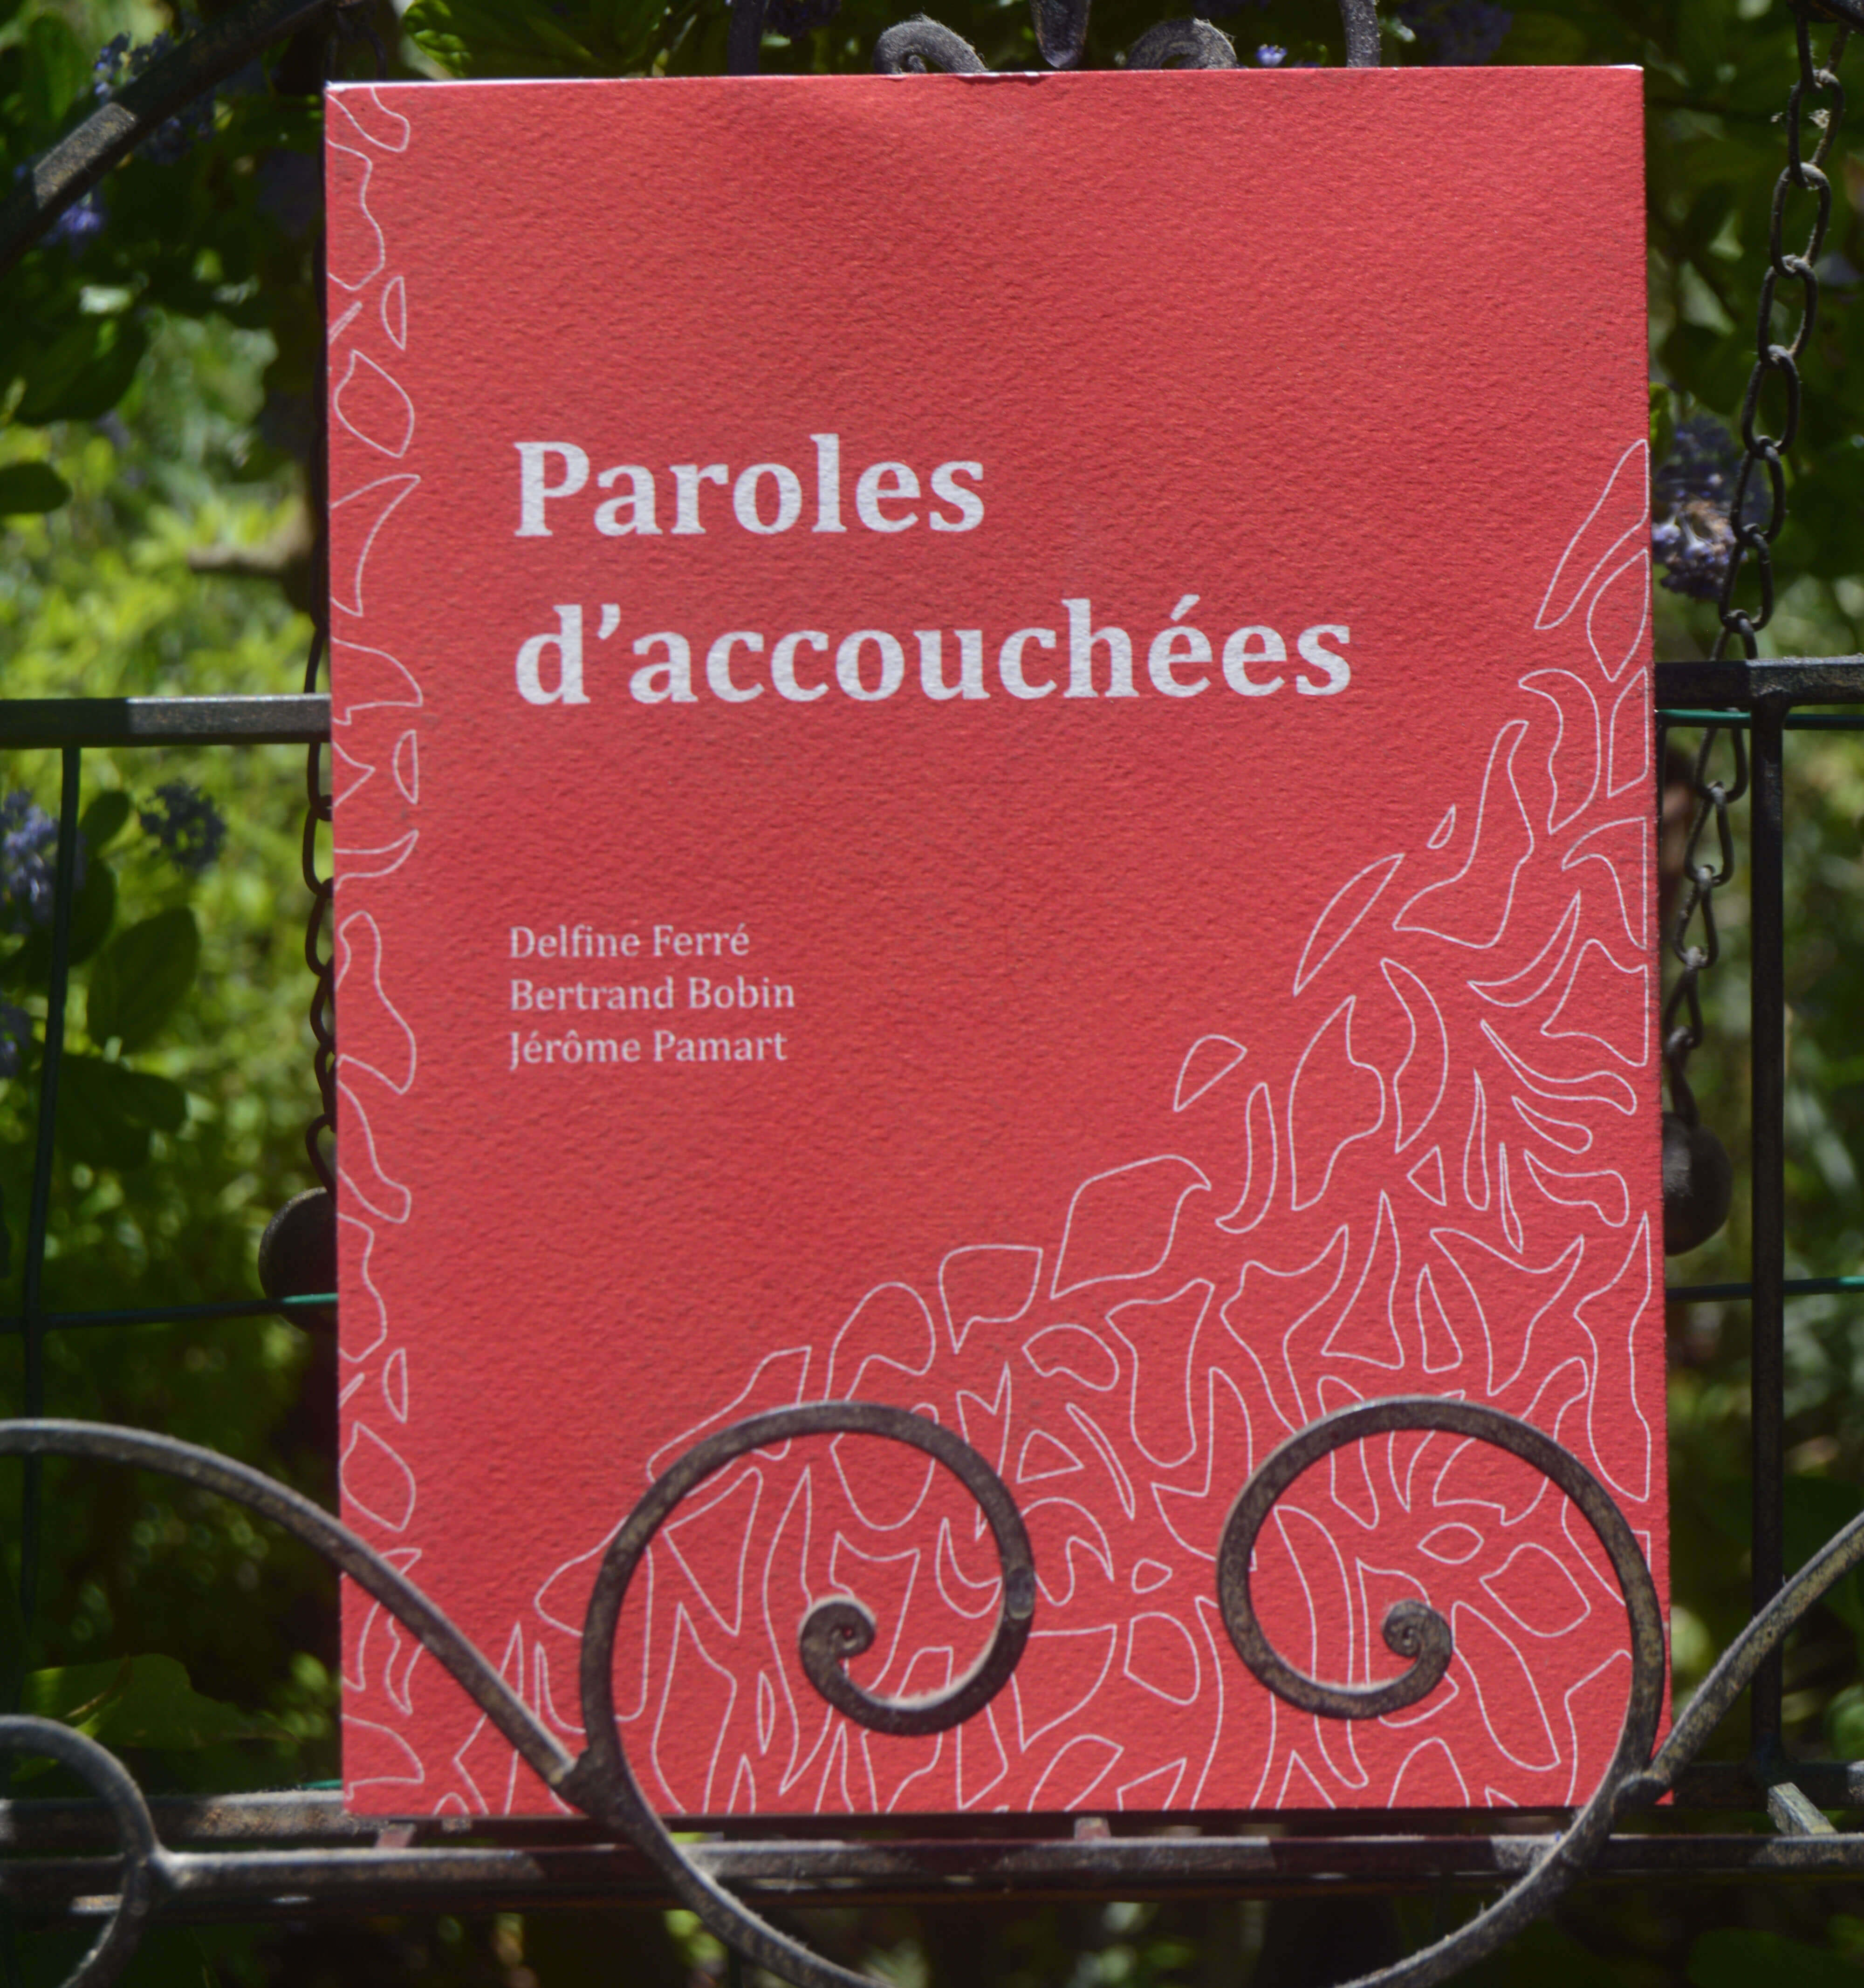 Paroles
d’accouchées
Delfine Ferré
Bertrand Bobin
Jérôme Pamart